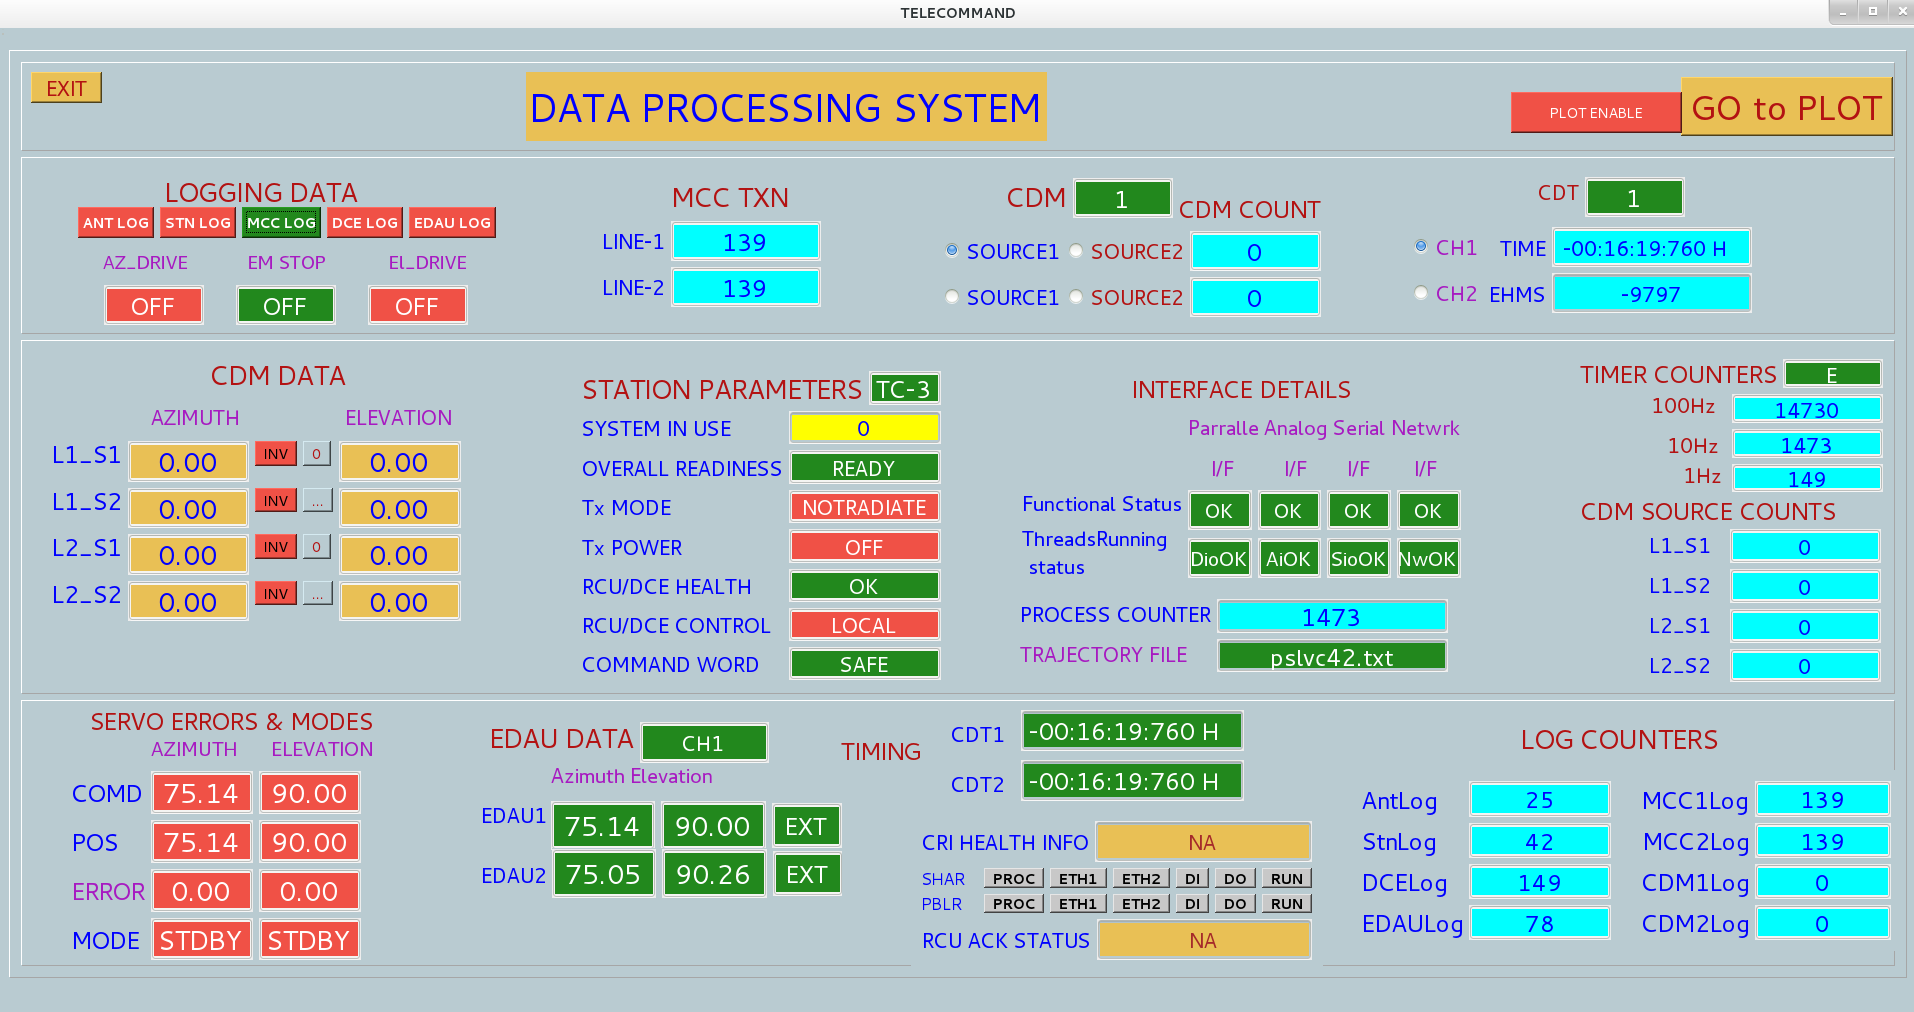 TELECOMMAND
EXIT
DATA PROCESSING SYSTEM
PLOT ENABLE
GO to PLOT
LOGGING DATA
ANT LOG STN LOG MCC LOG DCE LOG EDAU LOG
AZ_DRIVE EM STOP El_DRIVE
OFF OFF OFF
MCC TXN
LINE-1 139
LINE-2 139
CDM 1 CDM COUNT
SOURCE1 SOURCE2 0
SOURCE1 SOURCE2 0
CDT 1
CH1 TIME -00:16:19:760 H
CH2 EHMS -9797
CDM DATA
AZIMUTH ELEVATION
L1_S1 0.00 INV 0 0.00
L1_S2 0.00 INV ... 0.00
L2_S1 0.00 INV 0 0.00
L2_S2 0.00 INV ... 0.00
STATION PARAMETERS TC-3
SYSTEM IN USE 0
OVERALL READINESS READY
Tx MODE NOTRADIATE
Tx POWER OFF
RCU/DCE HEALTH OK
RCU/DCE CONTROL LOCAL
COMMAND WORD SAFE
INTERFACE DETAILS
Parralle Analog Serial Netwrk
I/F I/F I/F I/F
Functional Status OK OK OK OK
ThreadsRunning
status DioOK AiOK SioOK NwOK
PROCESS COUNTER 1473
TRAJECTORY FILE pslvc42.txt
TIMER COUNTERS E
100Hz 14730
10Hz 1473
1Hz 149
CDM SOURCE COUNTS
L1_S1 0
L1_S2 0
L2_S1 0
L2_S2 0
SERVO ERRORS & MODES
AZIMUTH ELEVATION
COMD 75.14 90.00
POS 75.14 90.00
ERROR 0.00 0.00
MODE STDBY STDBY
EDAU DATA CH1
Azimuth Elevation
EDAU1 75.14 90.00 EXT
EDAU2 75.05 90.26 EXT
TIMING
CDT1 -00:16:19:760 H
CDT2 -00:16:19:760 H
CRI HEALTH INFO NA
SHAR PROC ETH1 ETH2 DI DO RUN
PBLR PROC ETH1 ETH2 DI DO RUN
RCU ACK STATUS NA
LOG COUNTERS
AntLog 25 MCC1Log 139
StnLog 42 MCC2Log 139
DCELog 149 CDM1Log 0
EDAULog 78 CDM2Log 0